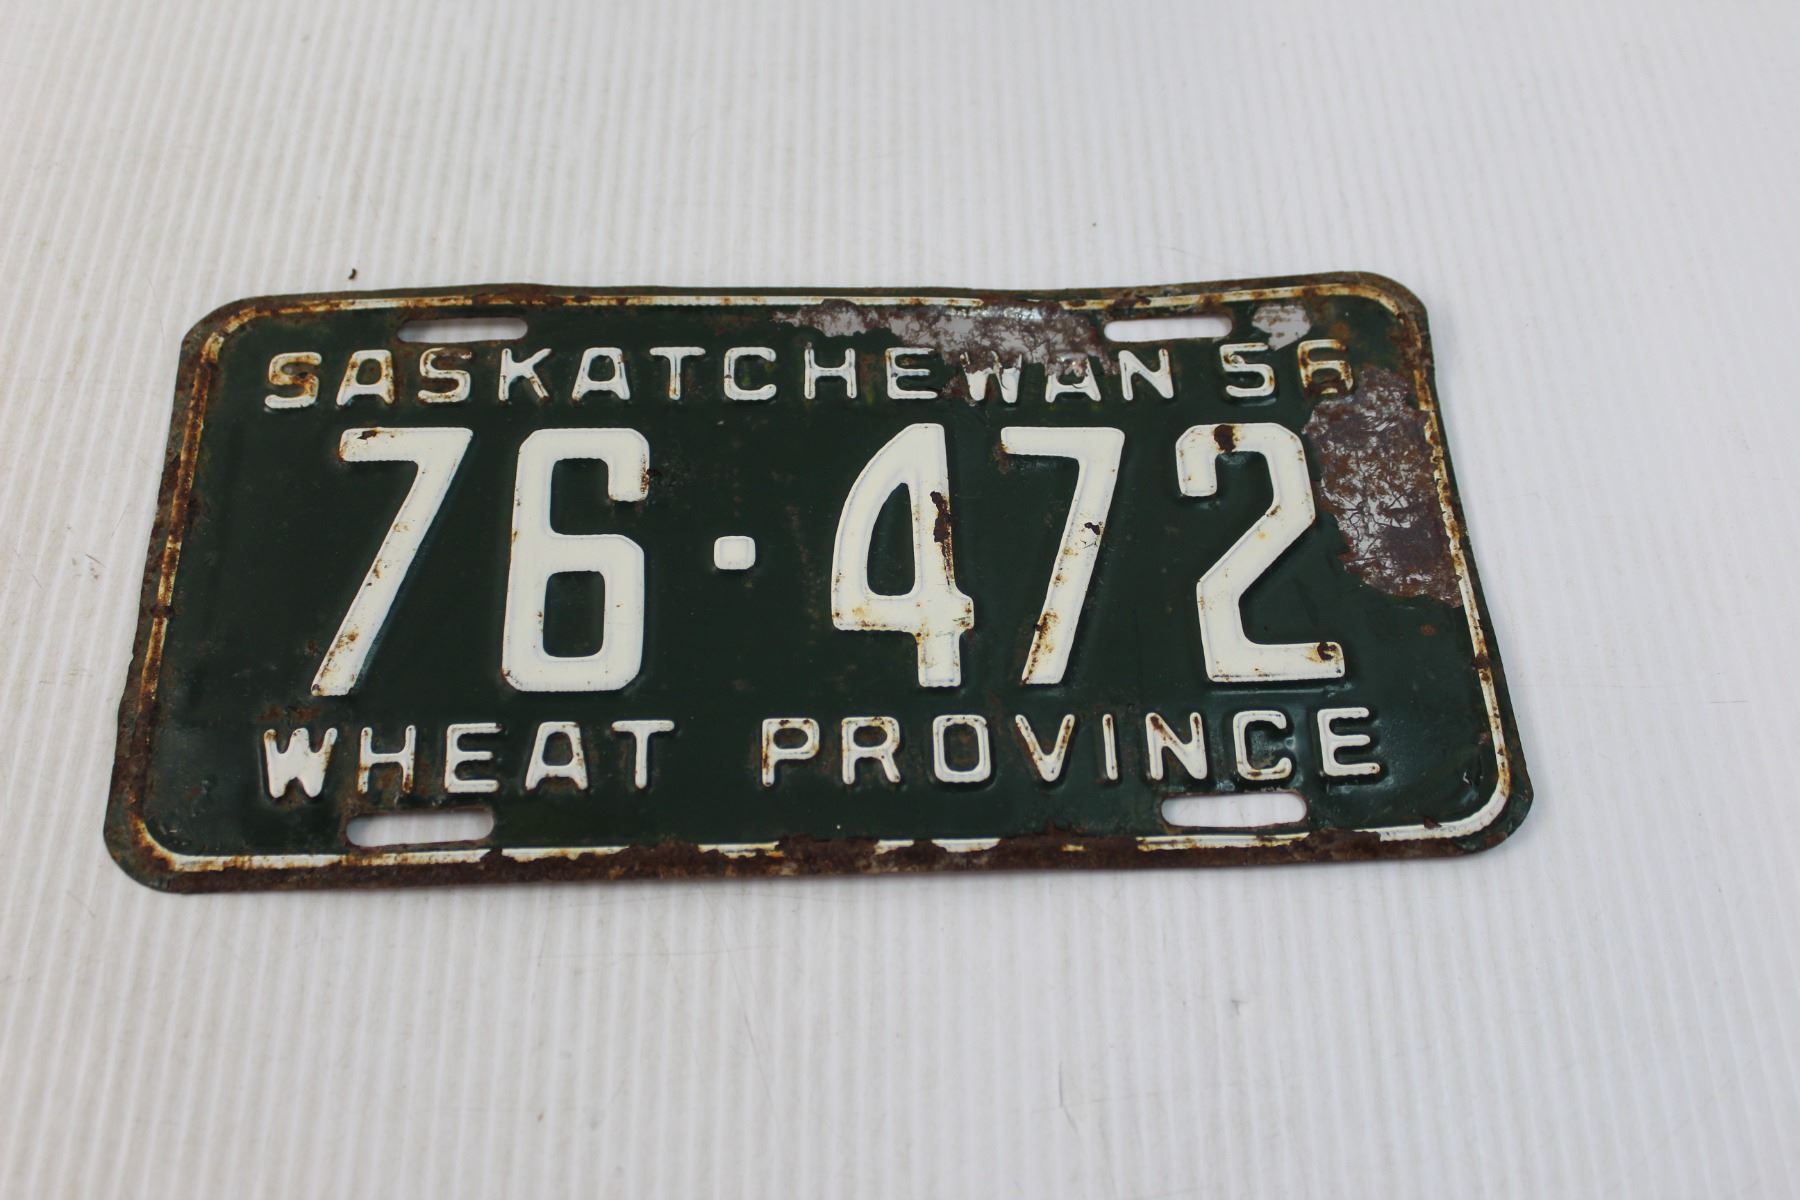 SASKATCHEWAN 56
76·472
WHEAT PROVINCE